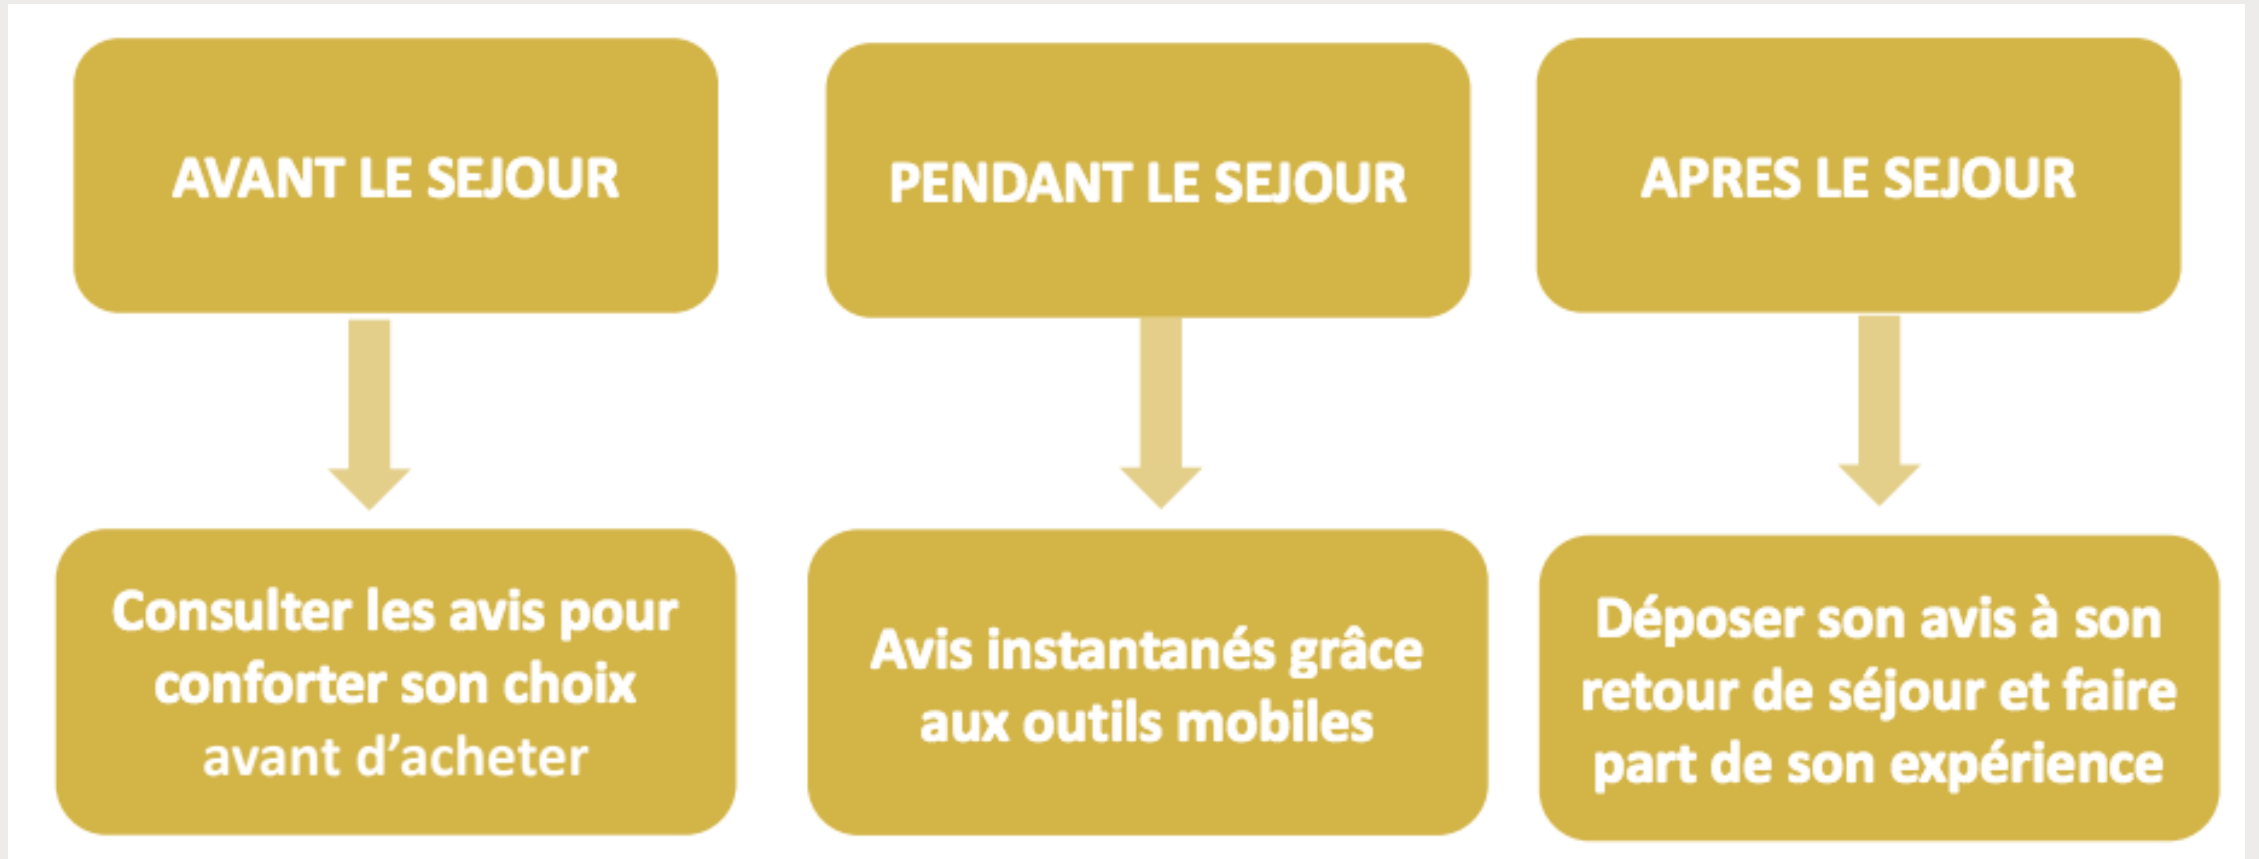 AVANT LE SEJOUR
PENDANT LE SEJOUR
APRES LE SEJOUR
Consulter les avis pour
conforter son choix
avant d’acheter
Avis instantanés grâce
aux outils mobiles
Déposer son avis à son
retour de séjour et faire
part de son expérience